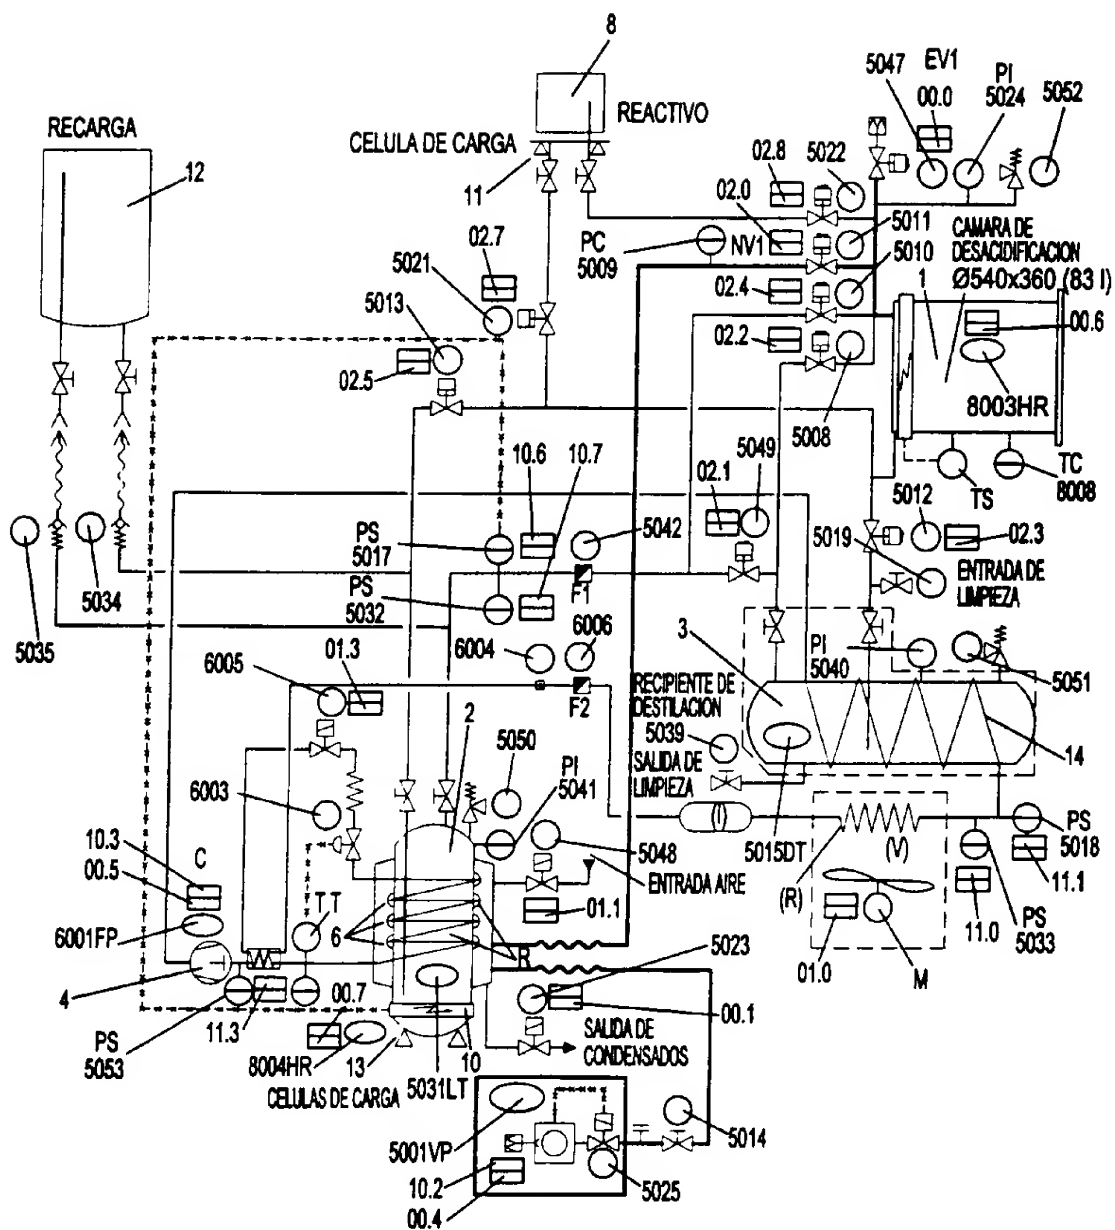 8
5047
EV1
00.0
PI
5024
5052
RECARGA
REACTIVO
CELULA DE CARGA
12
11
02.8
5022
02.0
5011
02.7
PC
5009
NV1
CAMARA DE
DESACIDIFICACION
Ø540x360 (83 l)
5010
5021
5013
02.4
1
00.6
02.2
02.5
8003HR
5008
5049
10.6
10.7
02.1
TS
TC
8008
5012
PS
5017
5042
5019
02.3
ENTRADA DE
LIMPIEZA
5034
PS
5032
F1
5035
6004
6006
3
PI
5040
01.3
6005
RECIPIENTE DE
DESTILACION
5051
F2
2
5039
5050
SALIDA DE
LIMPIEZA
14
PI
5041
6003
10.3
C
5048
5015DT
(V)
PS
5018
00.5
ENTRADA AIRE
(R)
11.1
TT
01.1
6001FP
6
R
11.0
PS
5033
5023
01.0
M
4
00.7
00.1
PS
5053
11.3
SALIDA DE
CONDENSADOS
8004HR
13
10
5031LT
CELULAS DE CARGA
5001VP
5014
10.2
5025
00.4